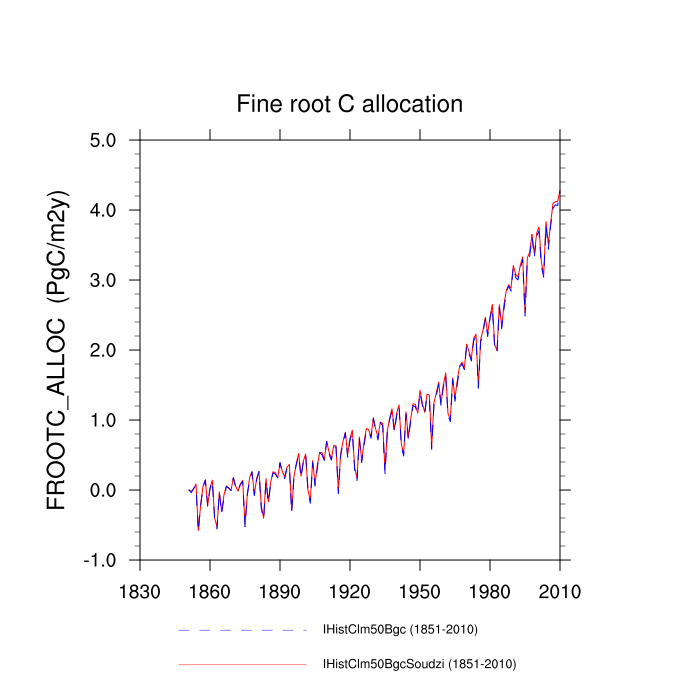 Fine root C allocation
FROOTC_ALLOC (PgC/m2y)
5.0
4.0
3.0
2.0
1.0
0.0
-1.0
1830 1860 1890 1920 1950 1980 2010
IHistClm50Bgc (1851-2010)
IHistClm50BgcSoudzi (1851-2010)